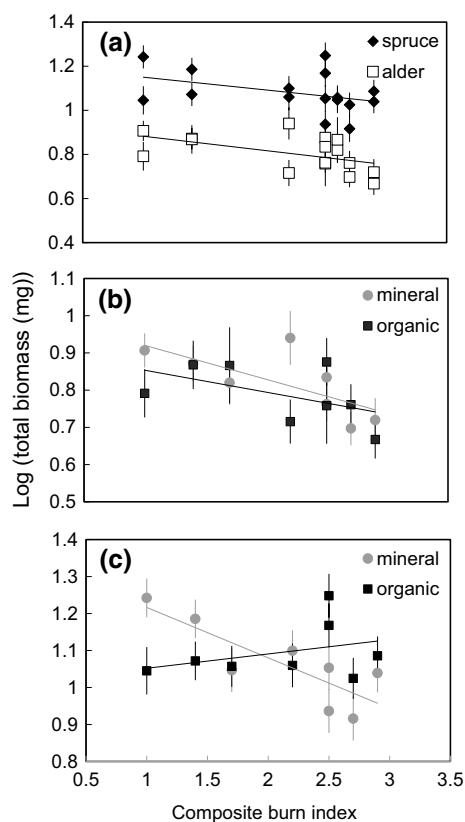 (a)
spruce
alder
1.4
1.2
1
0.8
0.6
0.4
(b)
mineral
organic
1.1
1
0.9
0.8
0.7
0.6
0.5
Log (total biomass (mg))
(c)
mineral
organic
1.4
1.3
1.2
1.1
1
0.9
0.8
0.5 1 1.5 2 2.5 3 3.5
Composite burn index